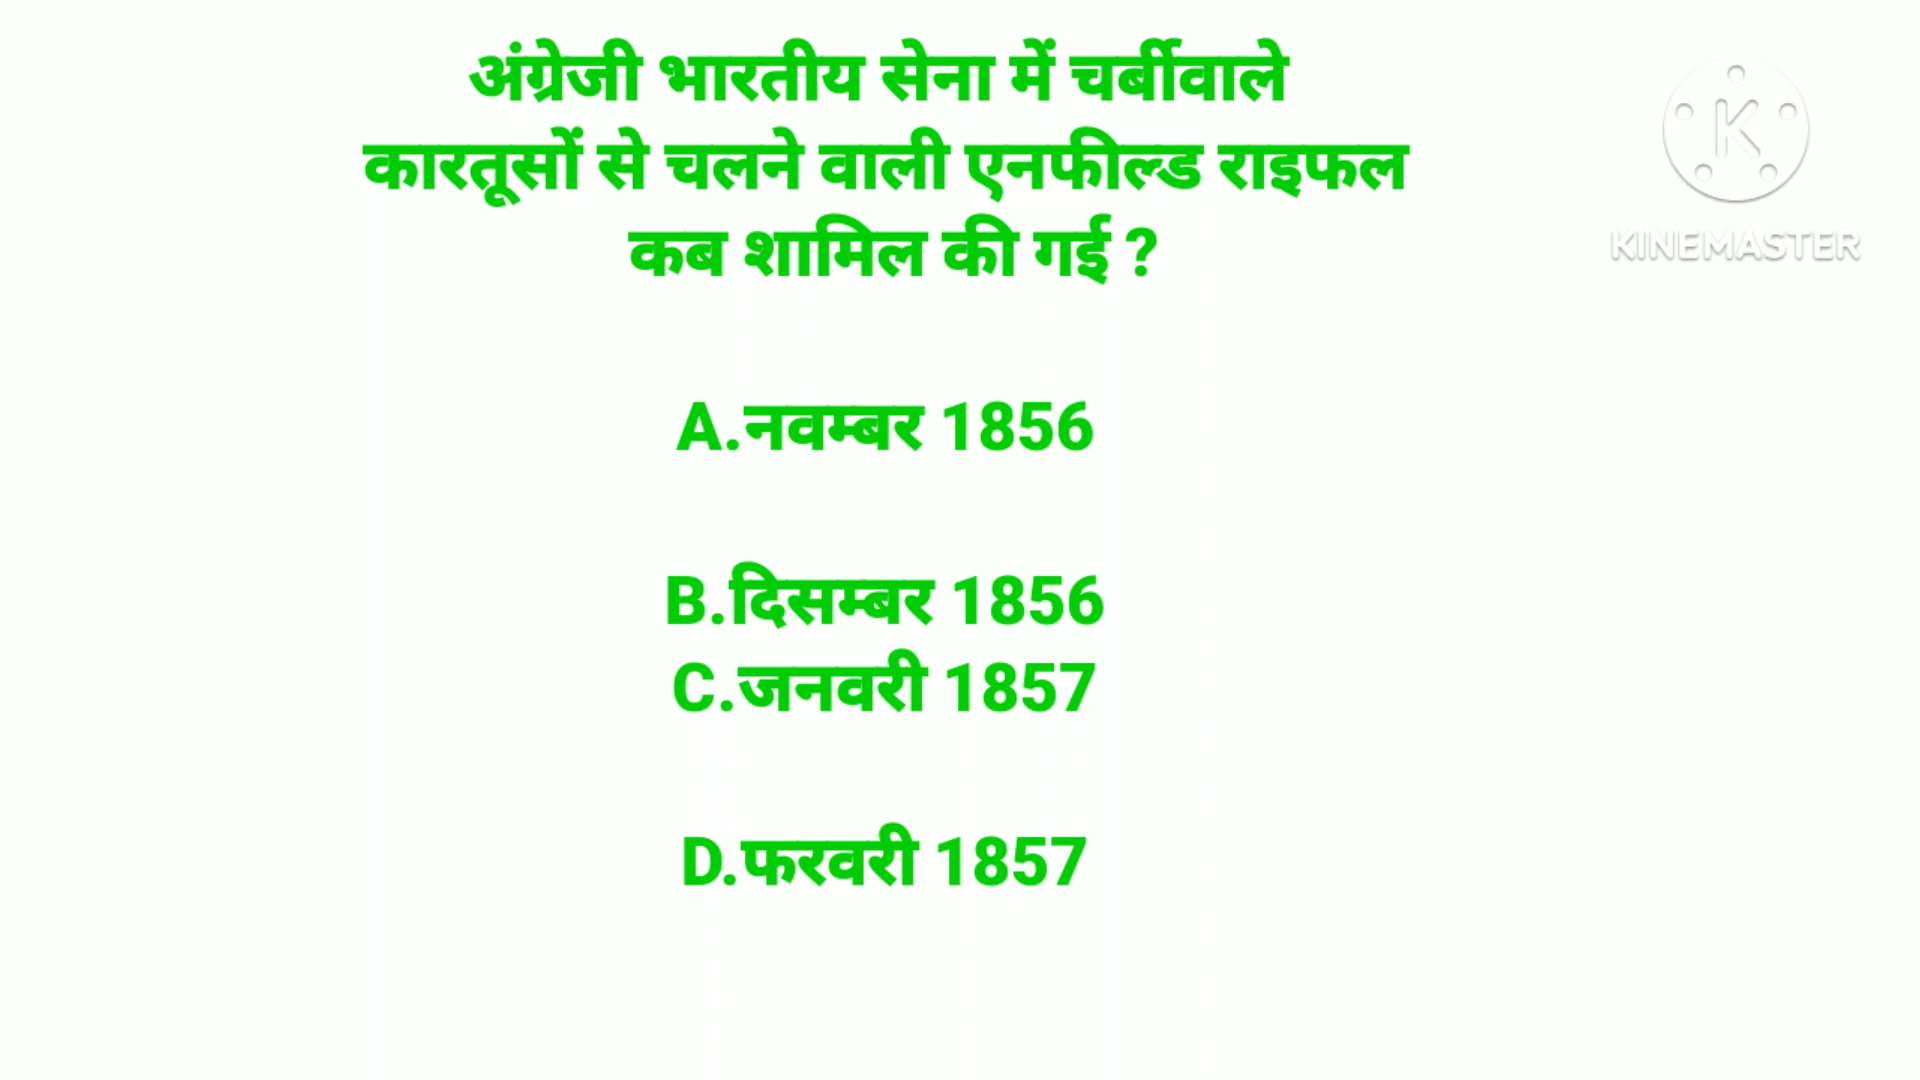 अंग्रेजी भारतीय सेना में चर्बीवाले
कारतूसों से चलने वाली एनफील्ड राइफल
कब शामिल की गई ?
A.नवम्बर 1856
B.दिसम्बर 1856
C.जनवरी 1857
D.फरवरी 1857
K
KINEMASTER